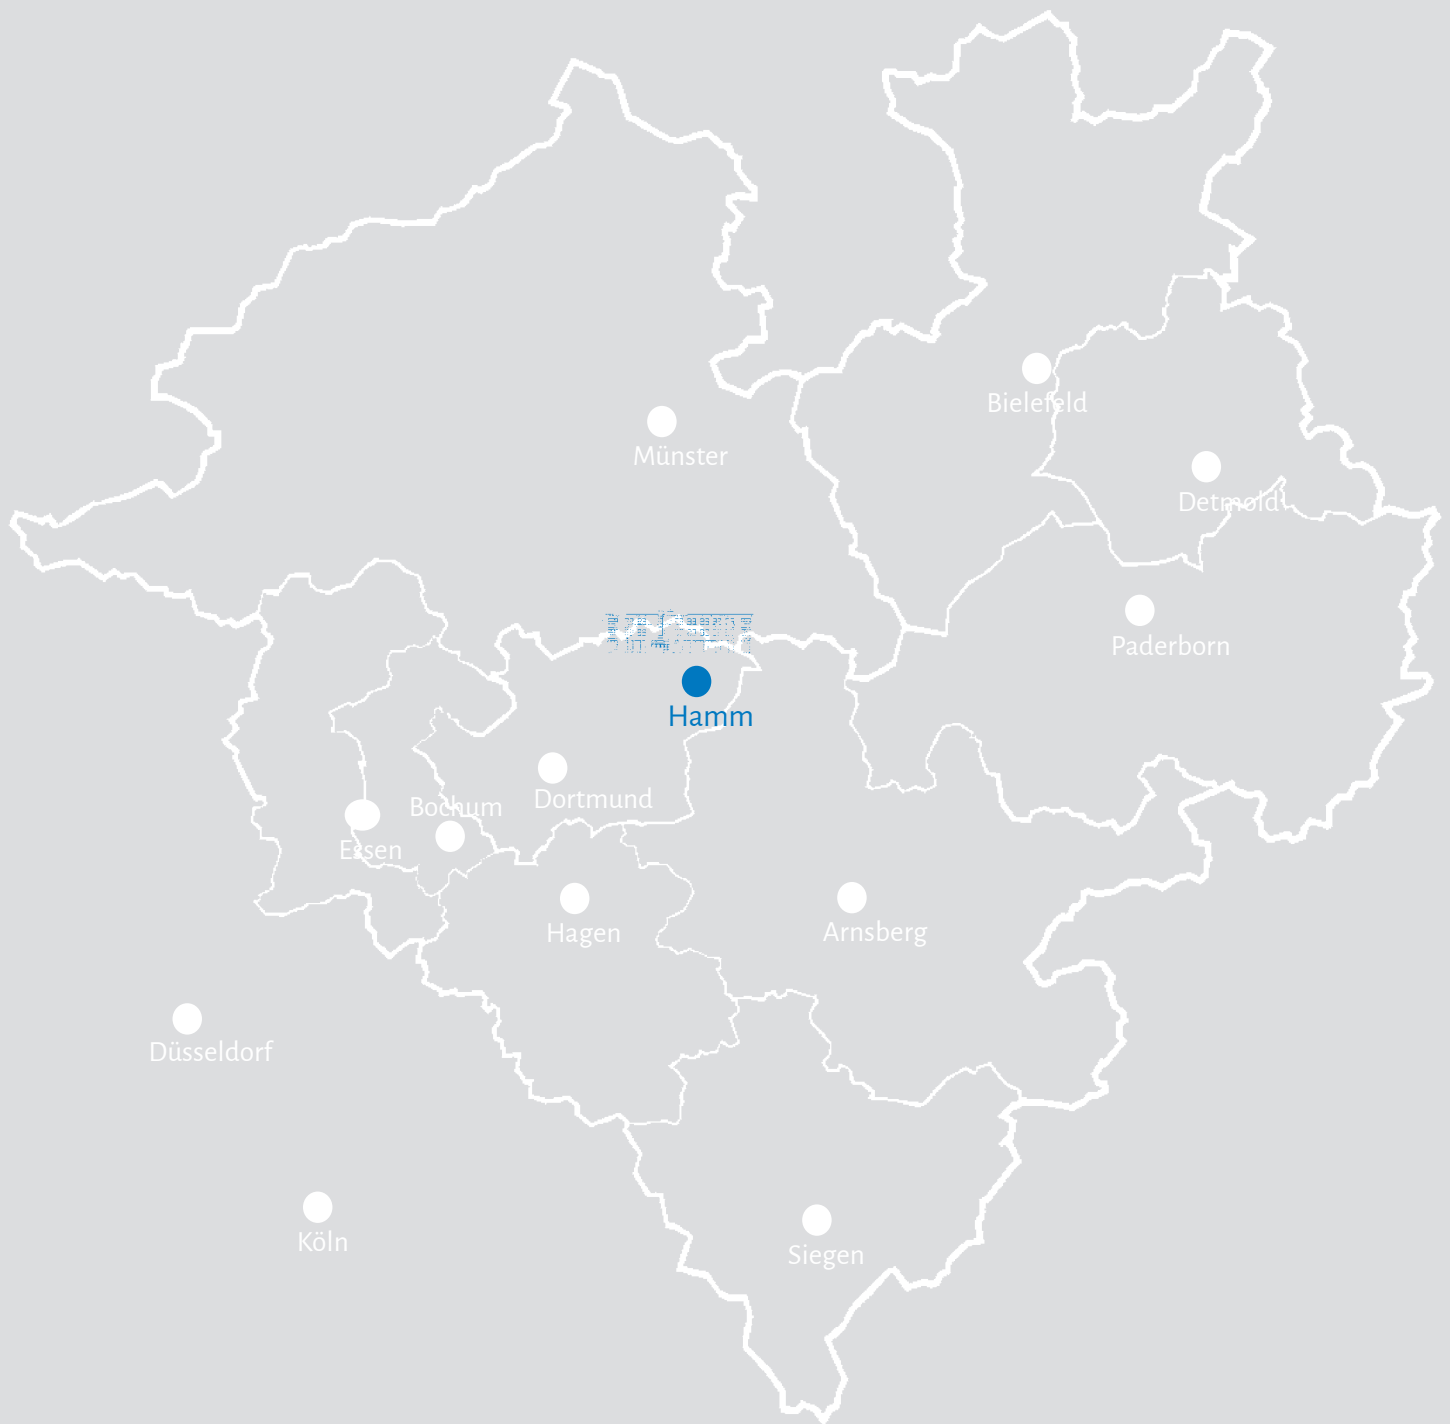 Bielefeld
Münster
Detmold
Paderborn
Hamm
Dortmund
Bochum
Essen
Hagen
Arnsberg
Düsseldorf
Köln
Siegen